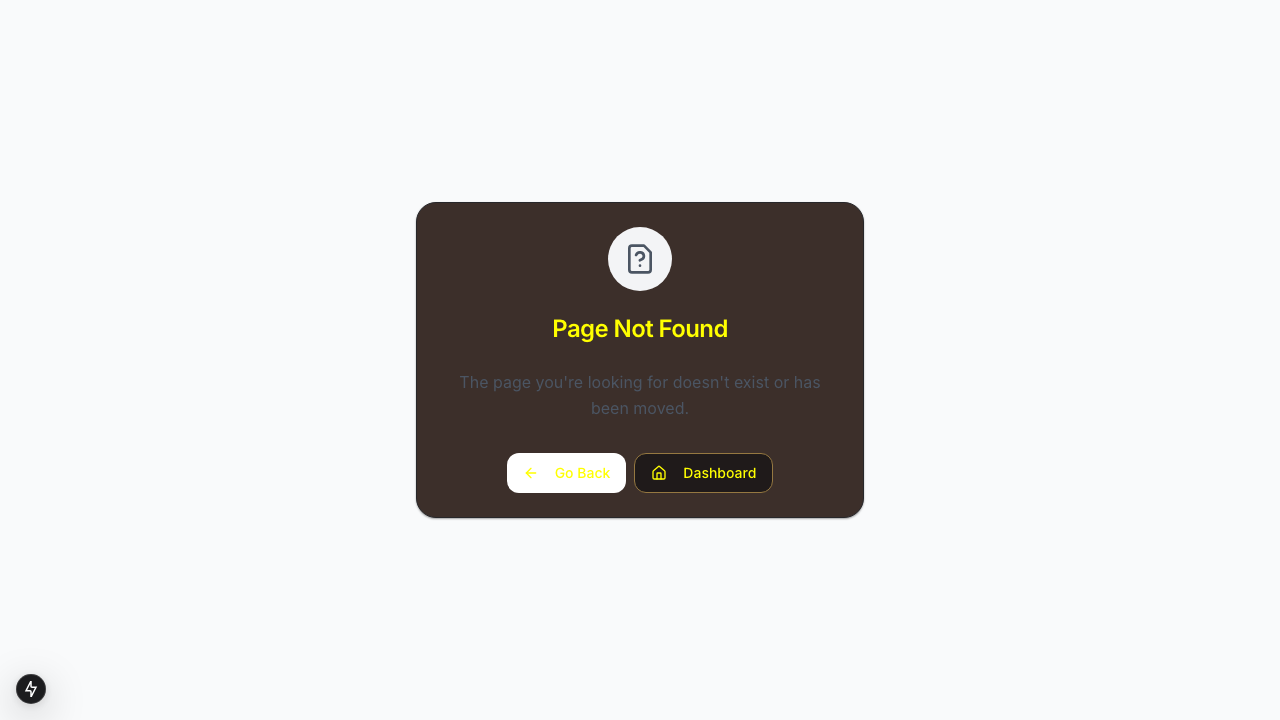 Page Not Found
The page you're looking for doesn't exist or has
been moved.
Go Back
Dashboard